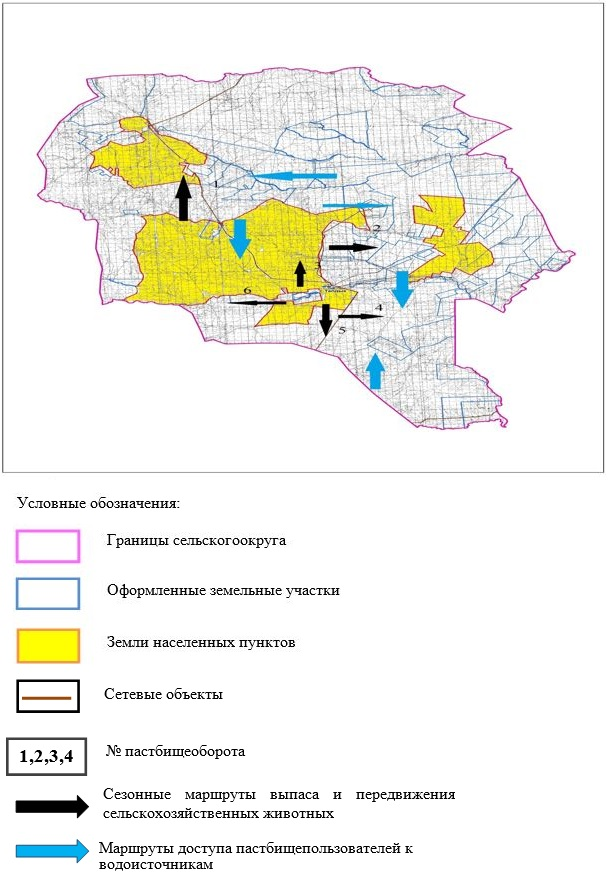 1
2
3
6
4
5
Условные обозначения:
Границы сельскогоокруга
Оформленные земельные участки
Земли населенных пунктов
Сетевые объекты
1,2,3,4 № пастбищеоборота
Сезонные маршруты выпаса и передвижения
сельскохозяйственных животных
Маршруты доступа пастбищепользователей к
водоисточникам